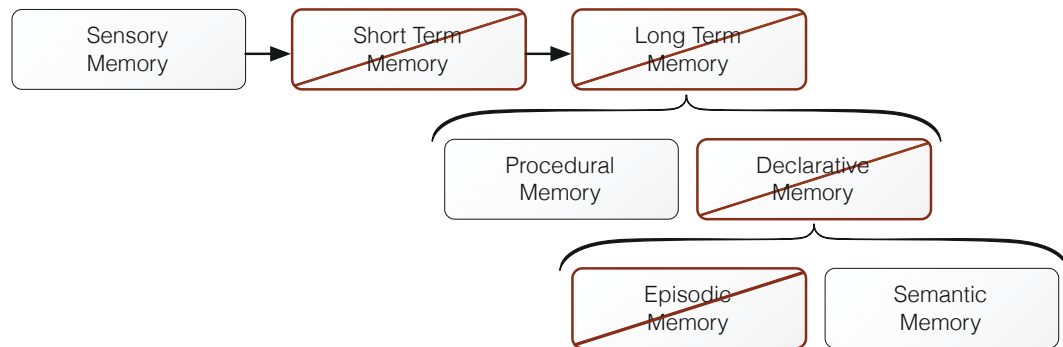 Sensory
Memory
Short Term
Memory
Long Term
Memory
Procedural
Memory
Declarative
Memory
Episodic
Memory
Semantic
Memory